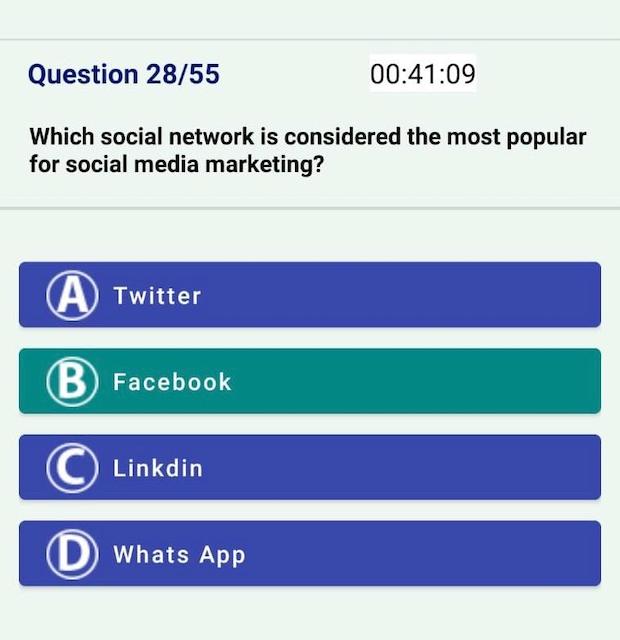 Question 28/55 00:41:09
Which social network is considered the most popular
for social media marketing?
A Twitter
B Facebook
C Linkdin
D Whats App